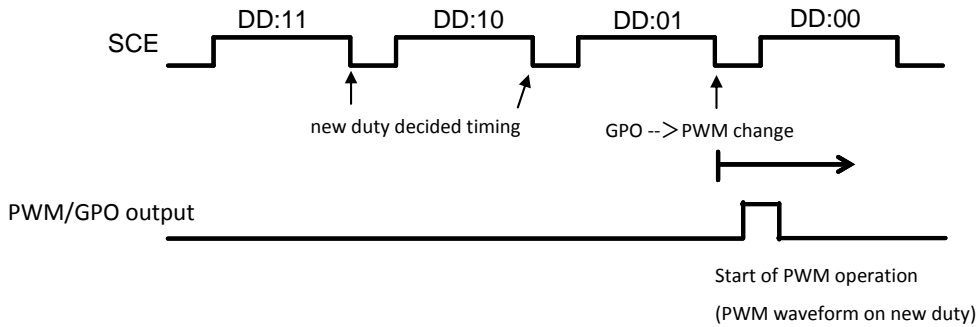 DD:11 DD:10 DD:01 DD:00
SCE
new duty decided timing
GPO --＞PWM change
PWM/GPO output
Start of PWM operation
(PWM waveform on new duty)